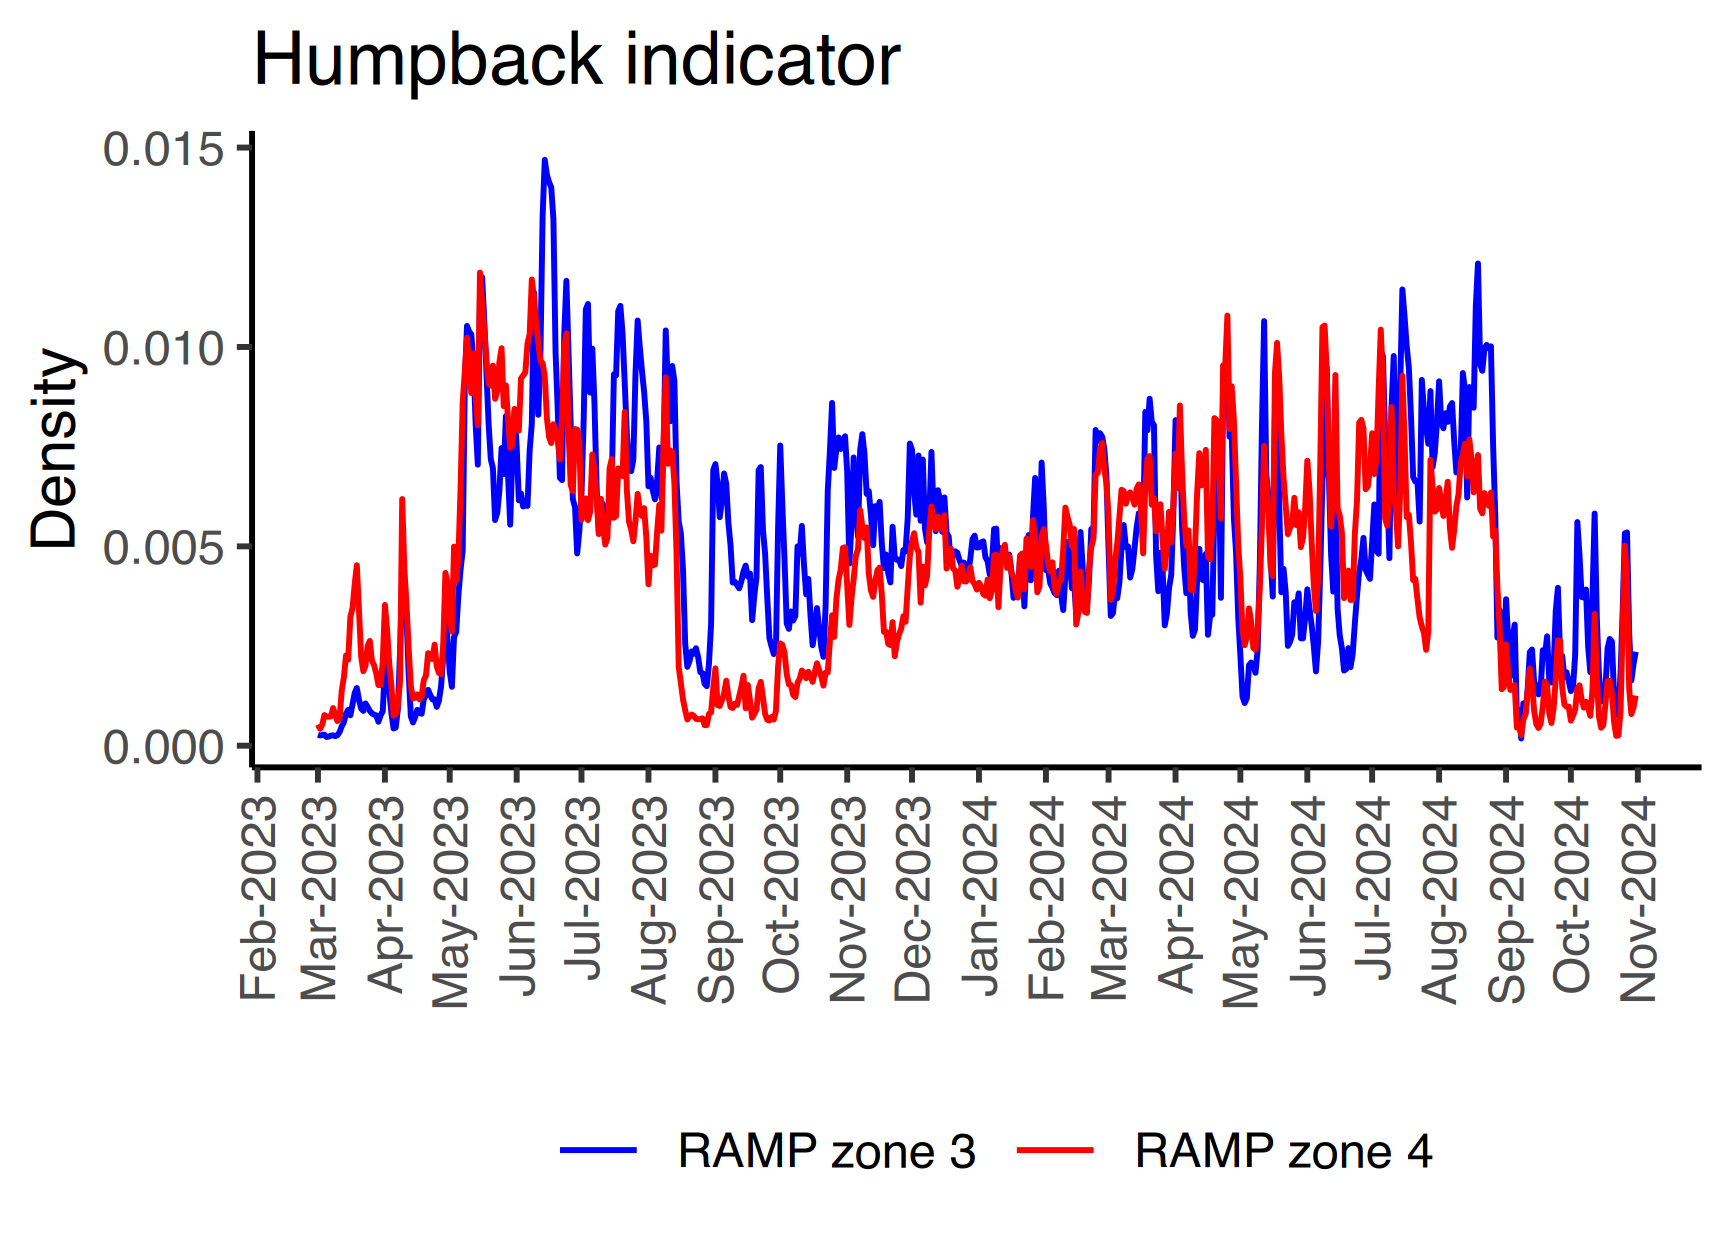 Humpback indicator
Density
0.015
0.010
0.005
0.000
Feb-2023
Mar-2023
Apr-2023
May-2023
Jun-2023
Jul-2023
Aug-2023
Sep-2023
Oct-2023
Nov-2023
Dec-2023
Jan-2024
Feb-2024
Mar-2024
Apr-2024
May-2024
Jun-2024
Jul-2024
Aug-2024
Sep-2024
Oct-2024
Nov-2024
RAMP zone 3
RAMP zone 4